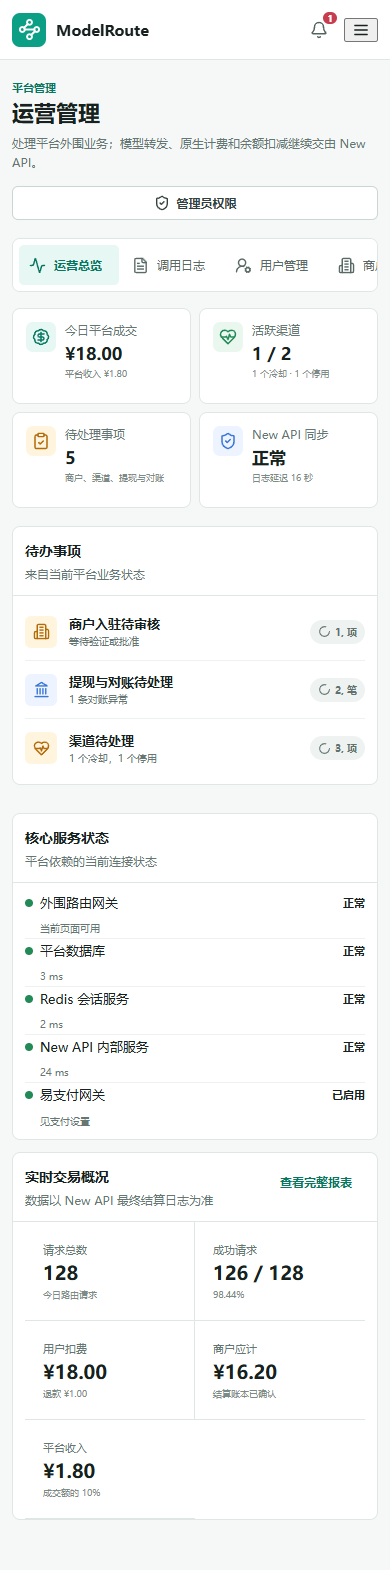 ModelRoute
1
平台管理
运营管理
处理平台外围业务；模型转发、原生计费和余额扣减继续交由 New
API。
管理员权限
运营总览
调用日志
用户管理
商
今日平台成交
¥18.00
平台收入 ¥1.80
活跃渠道
1 / 2
1 个冷却 · 1 个停用
待处理事项
5
商户、渠道、提现与对账
New API 同步
正常
日志延迟 16 秒
待办事项
来自当前平台业务状态
商户入驻待审核
等待验证或批准
1, 项
提现与对账待处理
1 条对账异常
2, 笔
渠道待处理
1 个冷却，1 个停用
3, 项
核心服务状态
平台依赖的当前连接状态
外围路由网关
正常
当前页面可用
平台数据库
正常
3 ms
Redis 会话服务
正常
2 ms
New API 内部服务
正常
24 ms
易支付网关
已启用
见支付设置
实时交易概况
数据以 New API 最终结算日志为准
查看完整报表
请求总数
128
今日路由请求
成功请求
126 / 128
98.44%
用户扣费
¥18.00
退款 ¥1.00
商户应计
¥16.20
结算账本已确认
平台收入
¥1.80
成交额的 10%